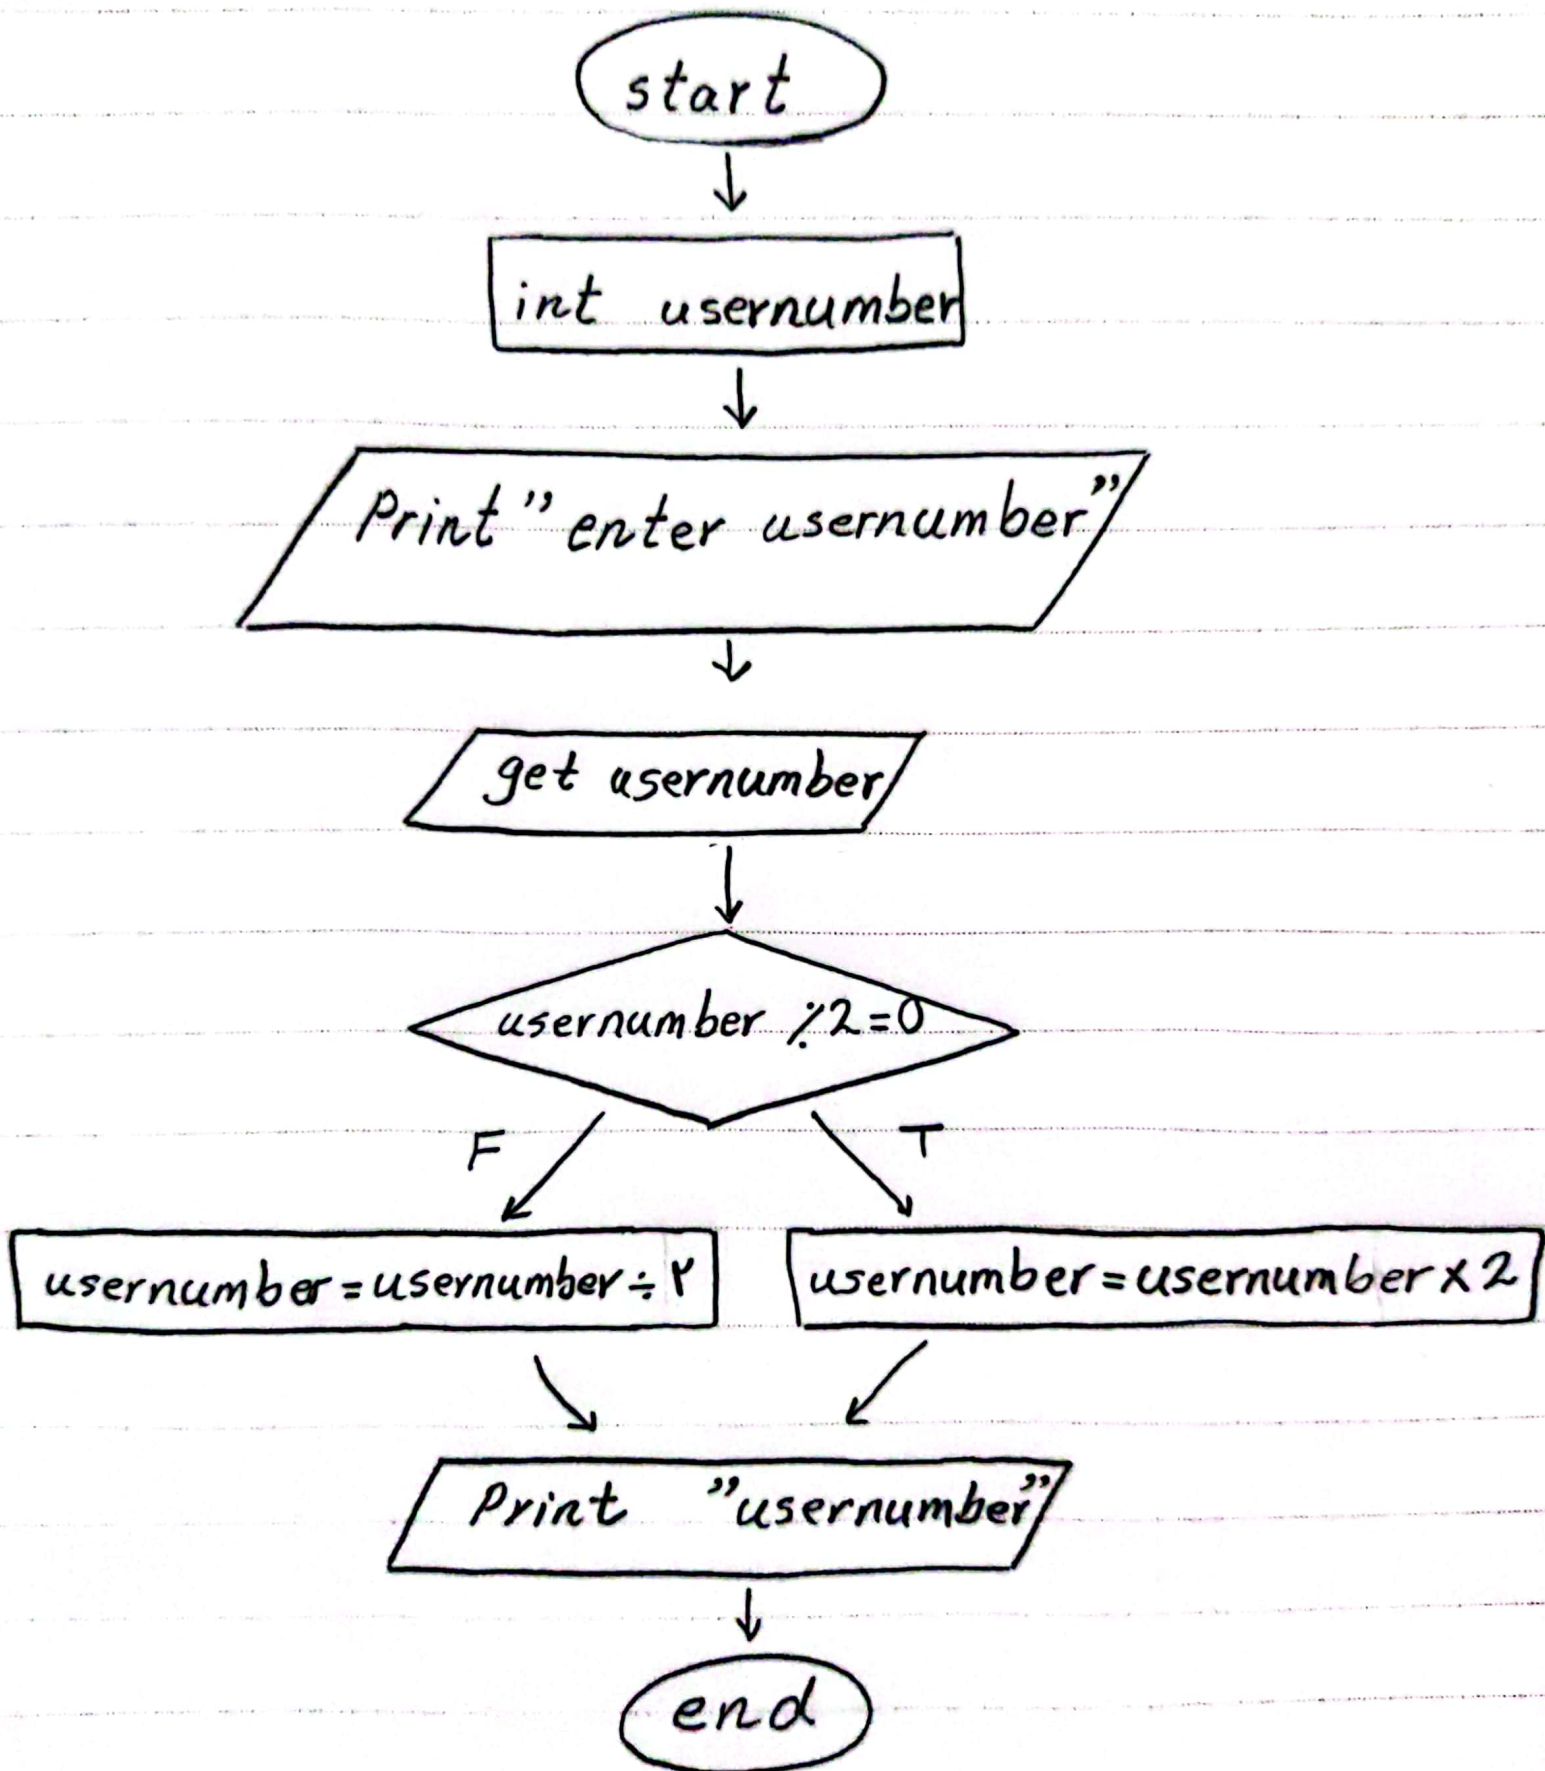 start
int usernumber
Print ” enter usernumber”
get usernumber
usernumber ٪2=0
F T
usernumber = usernumber ÷ ۲
usernumber = usernumber x 2
Print ”usernumber”
end